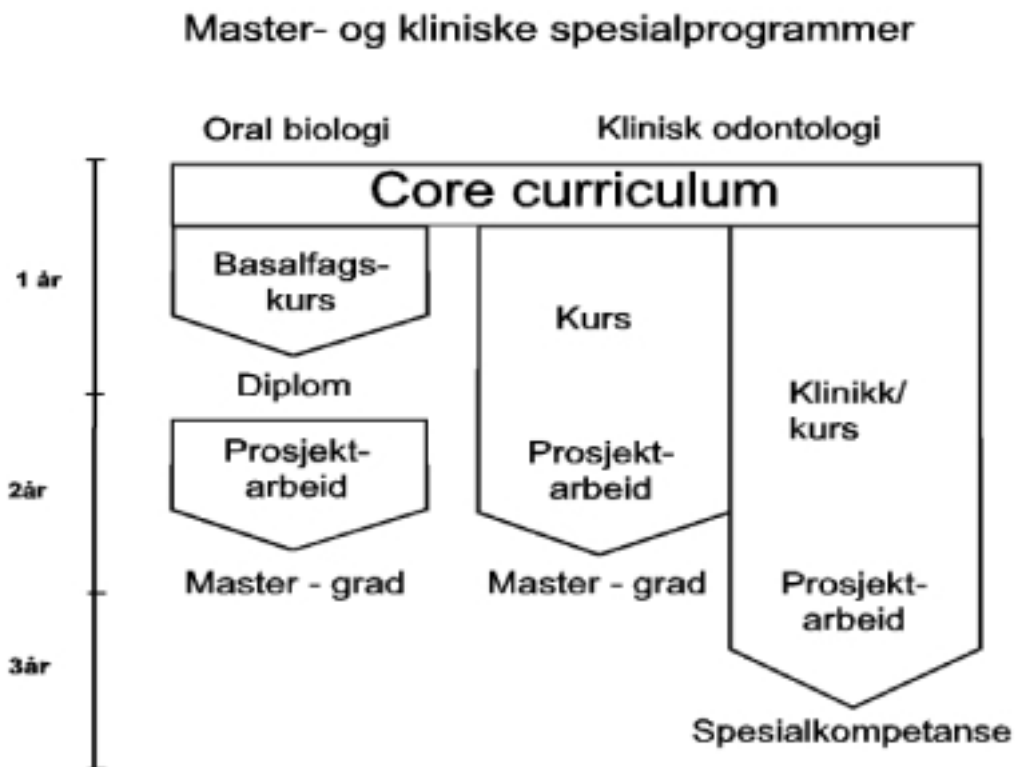 Master- og kliniske spesialprogrammer
Oral biologi
Klinisk odontologi
Core curriculum
1 år
Basalfags-
kurs
Diplom
Prosjekt-
arbeid
Master - grad
Kurs
Prosjekt-
arbeid
Master - grad
Klinikk/
kurs
Prosjekt-
arbeid
Spesialkompetanse
2år
3år